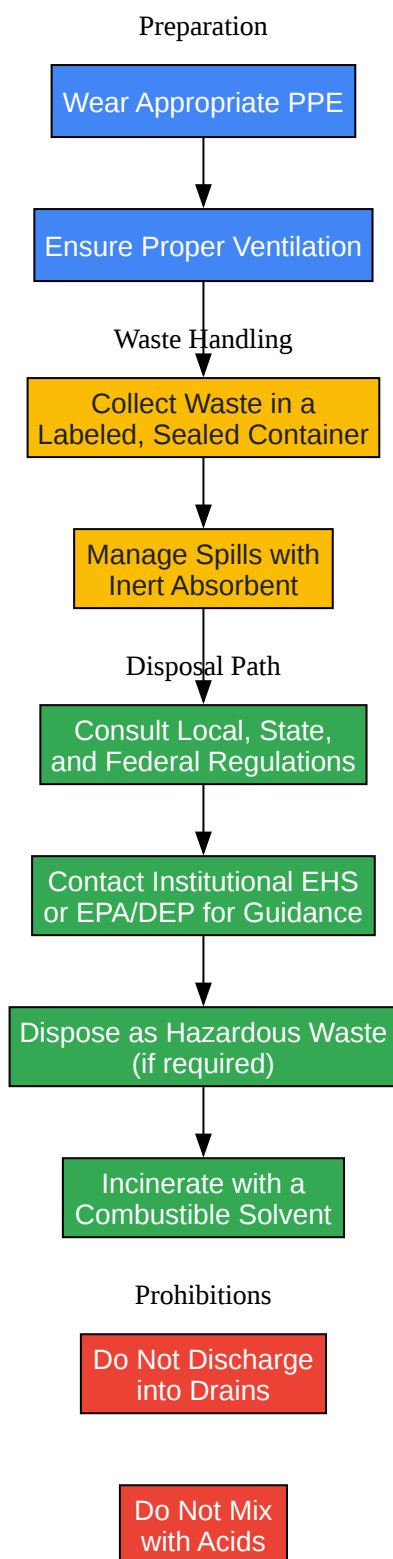 Preparation
Wear Appropriate PPE
Ensure Proper Ventilation
Waste Handling
Collect Waste in a
Labeled, Sealed Container
Manage Spills with
Inert Absorbent
Disposal Path
Consult Local, State,
and Federal Regulations
Contact Institutional EHS
or EPA/DEP for Guidance
Dispose as Hazardous Waste
(if required)
Incinerate with a
Combustible Solvent
Prohibitions
Do Not Discharge
into Drains
Do Not Mix
with Acids